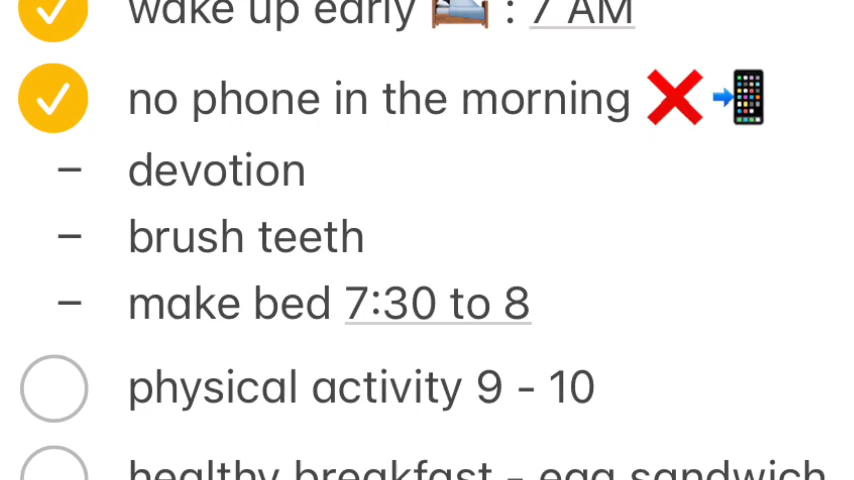 wake up early 🛏️ : 7 AM
no phone in the morning ❌ 📲
– devotion
– brush teeth
– make bed 7:30 to 8
physical activity 9 - 10
healthy breakfast - egg sandwich